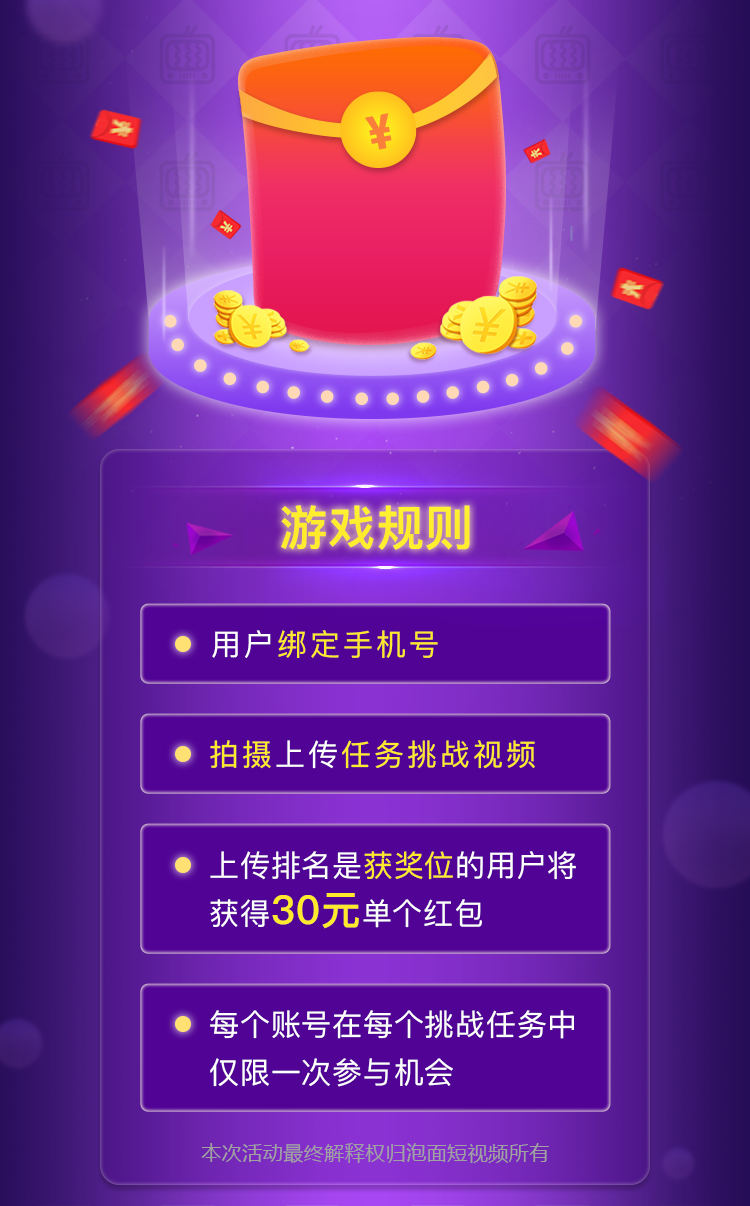 ¥
游戏规则
用户绑定手机号
拍摄上传任务挑战视频
上传排名是获奖位的用户将
获得30元单个红包
每个账号在每个挑战任务中
仅限一次参与机会
本次活动最终解释权归泡面短视频所有